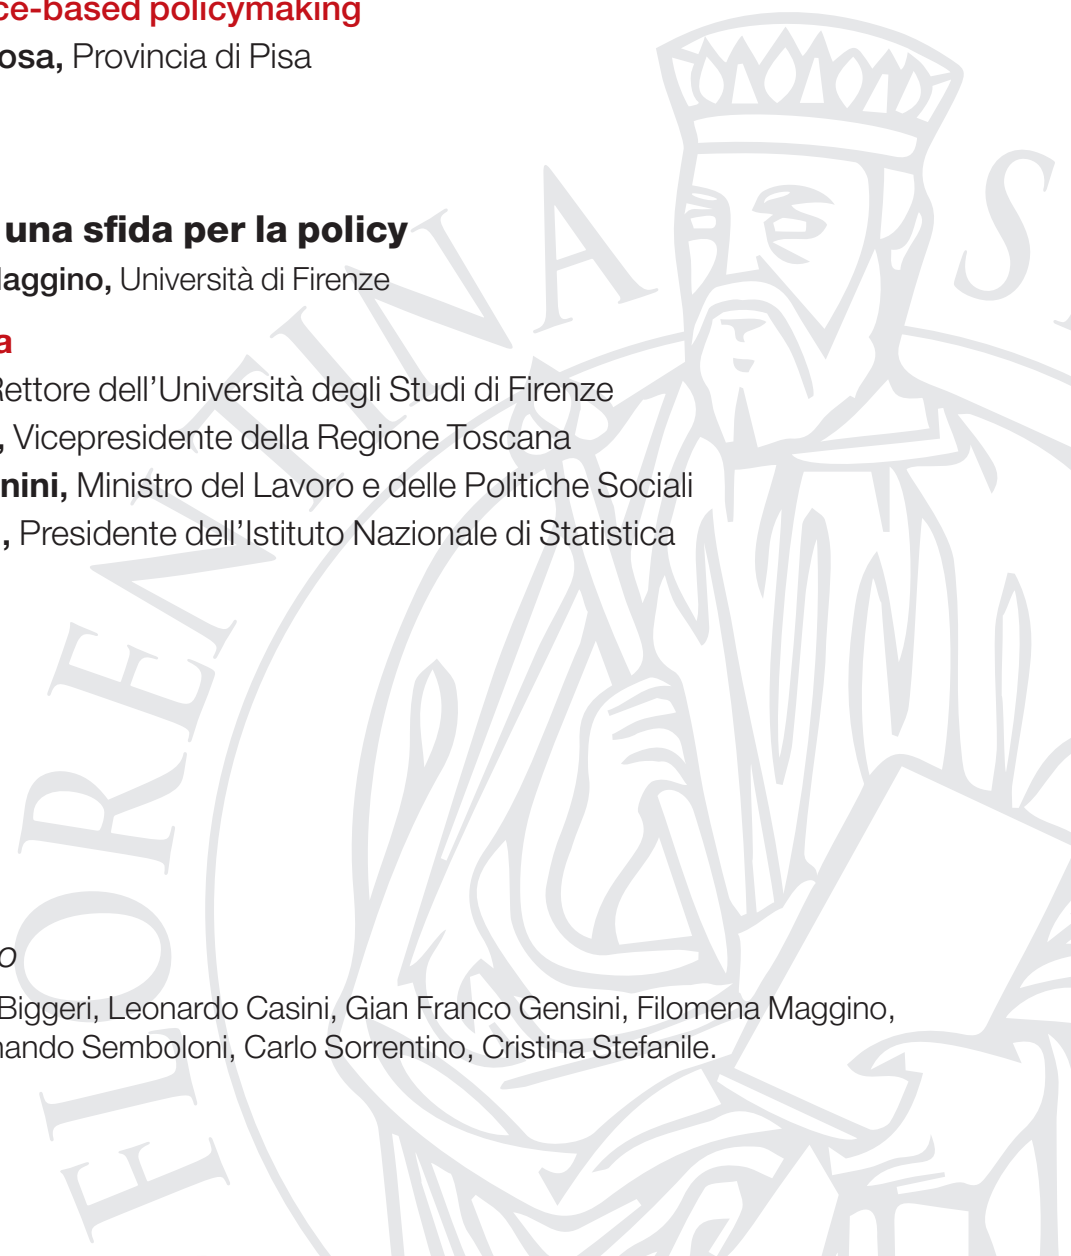 ce-based policymaking
osa, Provincia di Pisa
una sfida per la policy
Maggino, Università di Firenze
a
Rettore dell’Università degli Studi di Firenze
, Vicepresidente della Regione Toscana
nini, Ministro del Lavoro e delle Politiche Sociali
, Presidente dell’Istituto Nazionale di Statistica
o
Biggeri, Leonardo Casini, Gian Franco Gensini, Filomena Maggino,
nando Semboloni, Carlo Sorrentino, Cristina Stefanile.
FLORENTINA S